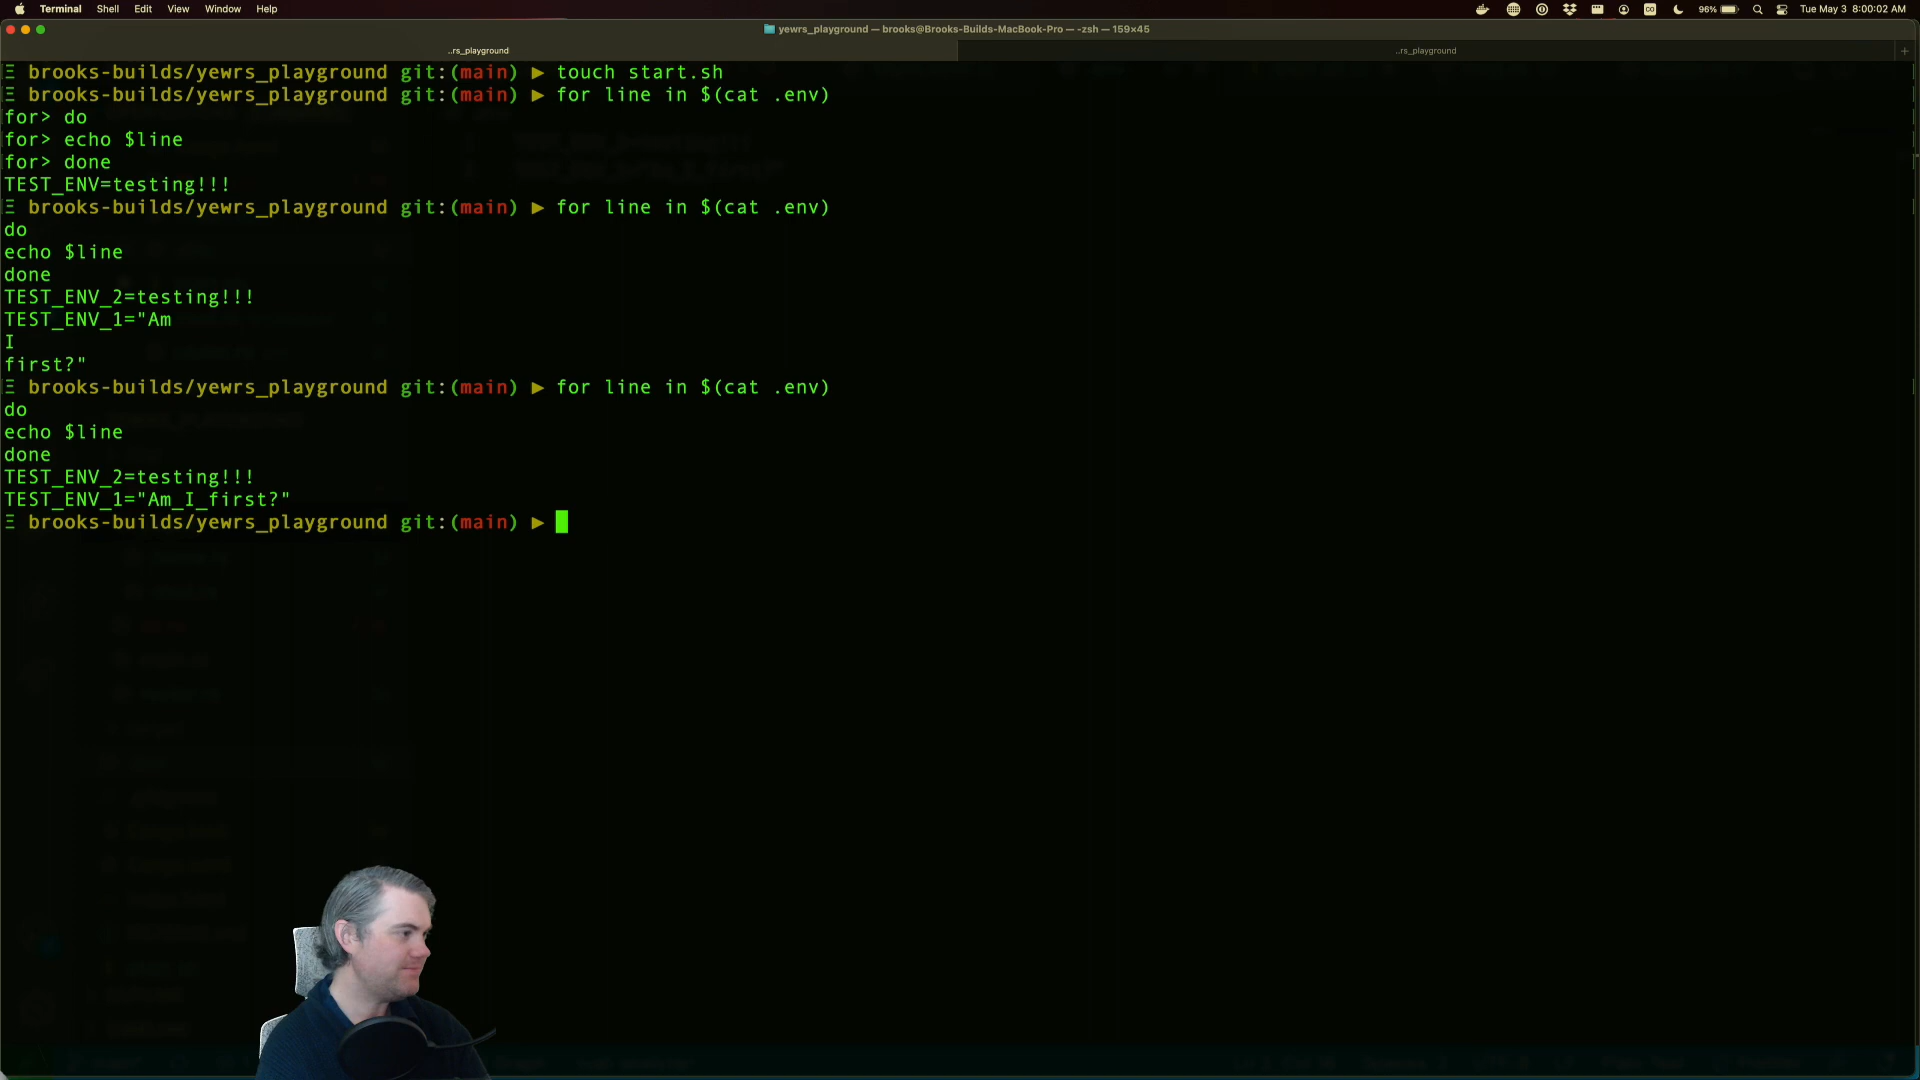 Terminal Shell Edit View Window Help 96% Tue May 3 8:00:02 AM
yewrs_playground — brooks@Brooks-Builds-MacBook-Pro — -zsh — 159×45
..rs_playground ..rs_playground +
Ξ brooks-builds/yewrs_playground git:(main) ► touch start.sh
Ξ brooks-builds/yewrs_playground git:(main) ► for line in $(cat .env)
for> do
for> echo $line
for> done
TEST_ENV=testing!!!
Ξ brooks-builds/yewrs_playground git:(main) ► for line in $(cat .env)
do
echo $line
done
TEST_ENV_2=testing!!!
TEST_ENV_1="Am
I
first?"
Ξ brooks-builds/yewrs_playground git:(main) ► for line in $(cat .env)
do
echo $line
done
TEST_ENV_2=testing!!!
TEST_ENV_1="Am_I_first?"
Ξ brooks-builds/yewrs_playground git:(main) ►